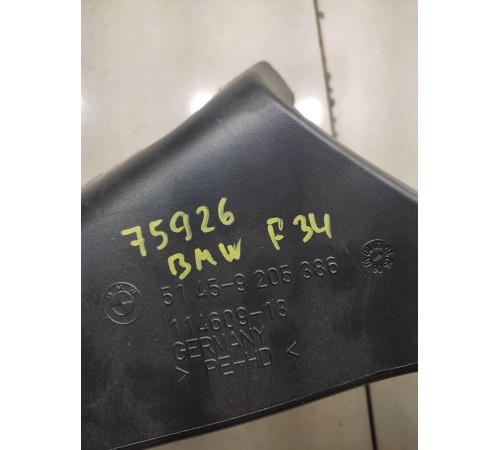 75926
BMW F34
51 45-9 205 386
114609-13
GERMANY
> PE-HD <